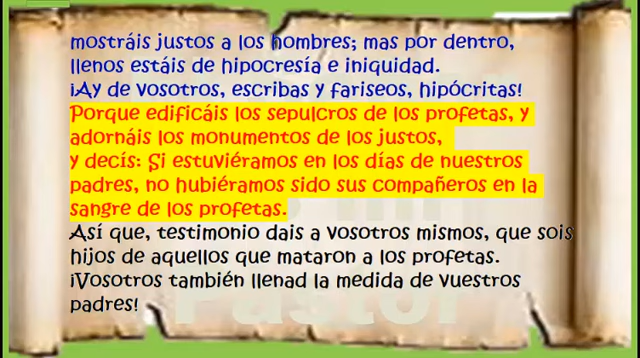 mostráis justos a los hombres; mas por dentro,
llenos estáis de hipocresía e iniquidad.
¡Ay de vosotros, escribas y fariseos, hipócritas!
Porque edificáis los sepulcros de los profetas, y
adornáis los monumentos de los justos,
y decís: Si estuviéramos en los días de nuestros
padres, no hubiéramos sido sus compañeros en la
sangre de los profetas.
Así que, testimonio dais a vosotros mismos, que sois
hijos de aquellos que mataron a los profetas.
¡Vosotros también llenad la medida de vuestros
padres!
Pastor